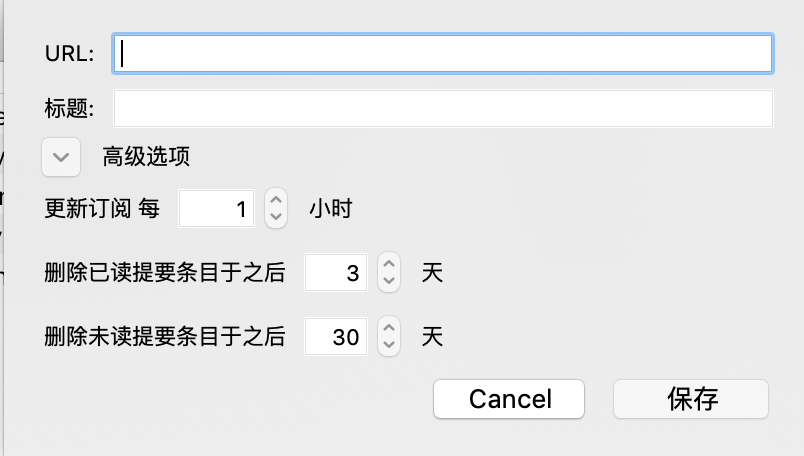 URL:
标题:
高级选项
更新订阅 每 1 小时
删除已读提要条目于之后 3 天
删除未读提要条目于之后 30 天
Cancel 保存